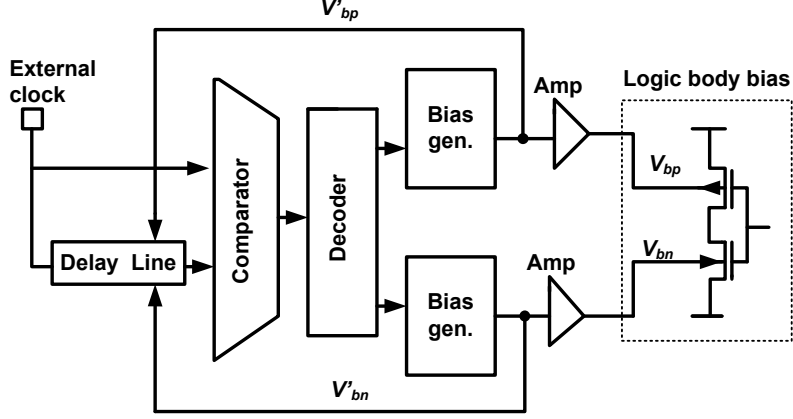 V'bp
External
clock
Amp
Logic body bias
Bias
gen.
Vbp
Comparator
Decoder
Delay Line
Vbn
Amp
Bias
gen.
V'bn